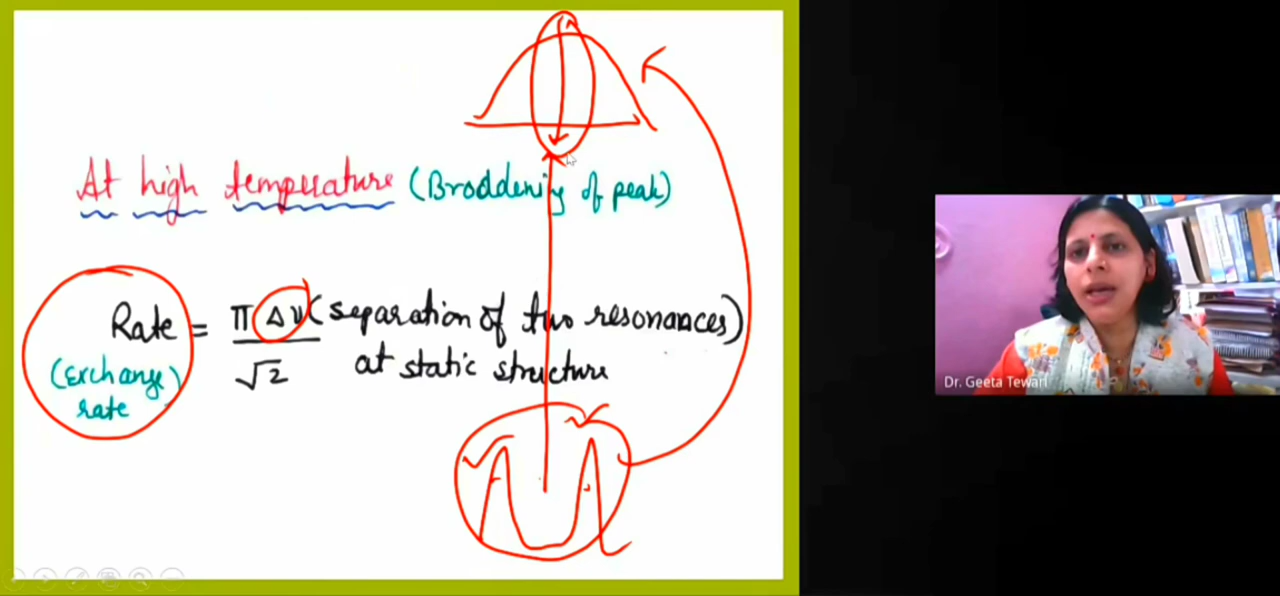 At high temperature (Broddening of peak)
Rate = π Δν (separation of two resonances)
(Exchange) √2 at static structure
rate
Dr. Geeta Tewari